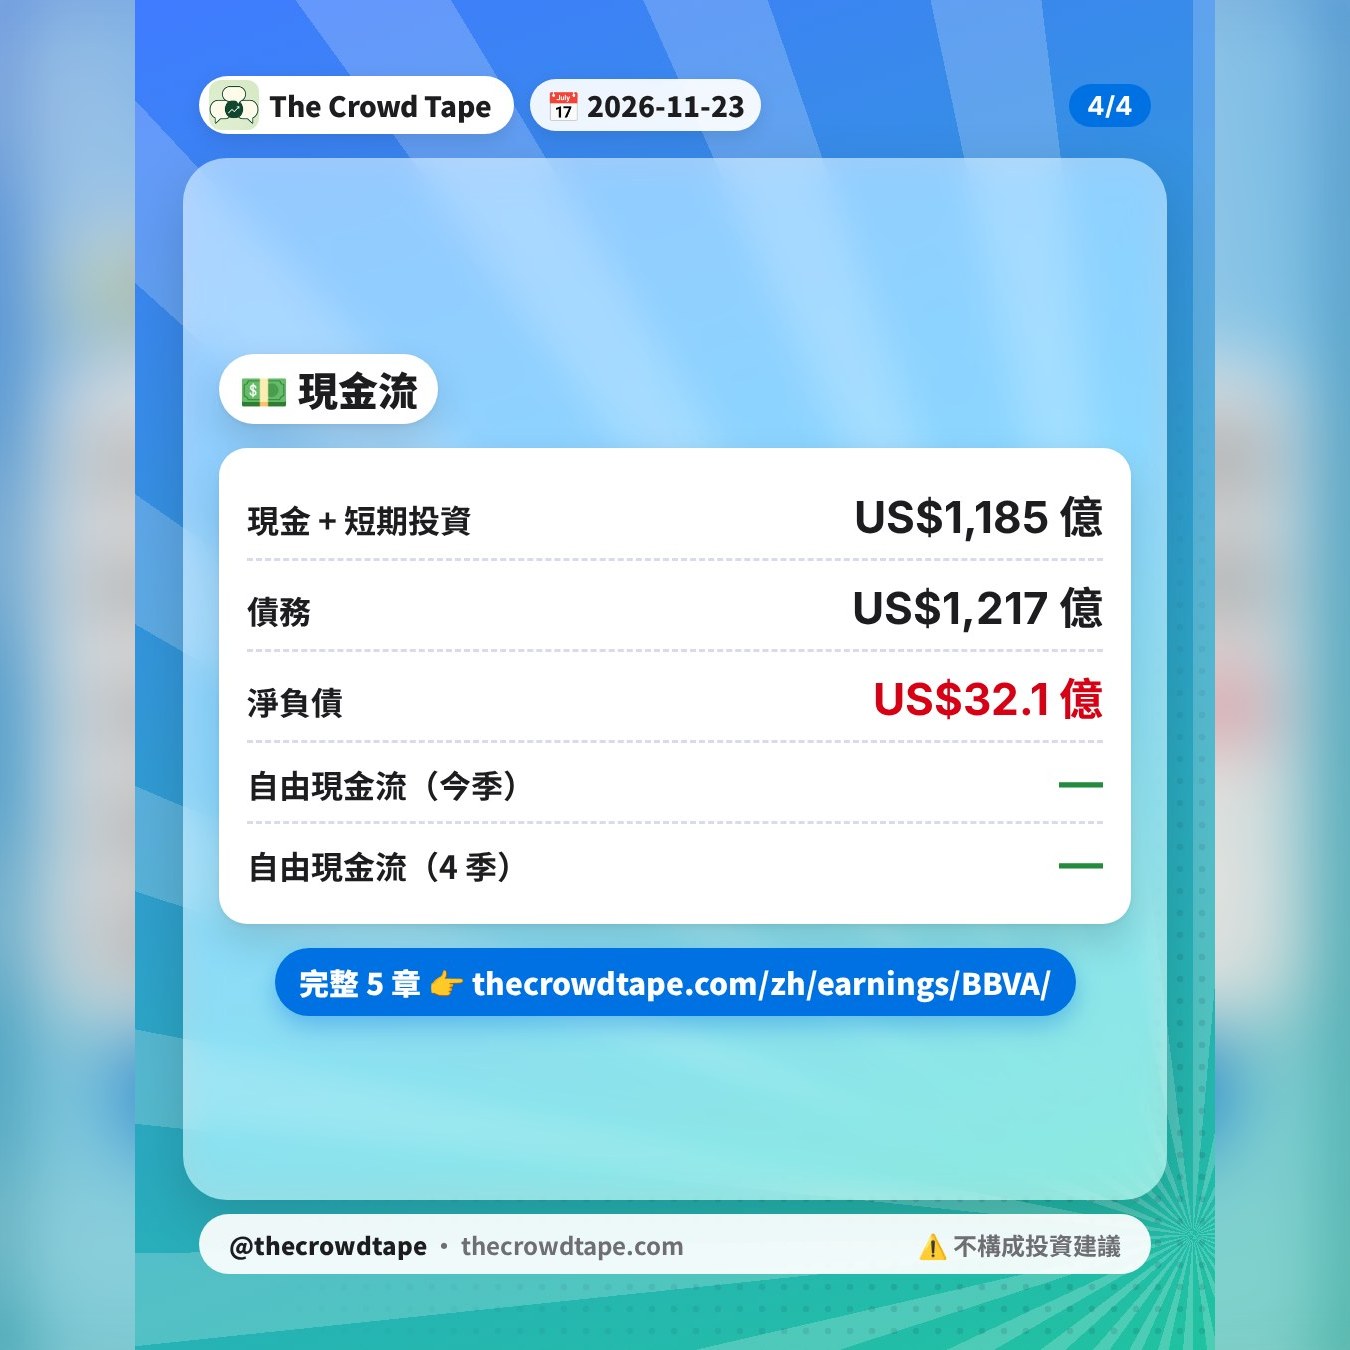 The Crowd Tape
📅 2026-11-23
4/4
💵 現金流
現金 + 短期投資 US$1,185 億
債務 US$1,217 億
淨負債 US$32.1 億
自由現金流（今季） —
自由現金流（4 季） —
完整 5 章 👉 thecrowdtape.com/zh/earnings/BBVA/
@thecrowdtape • thecrowdtape.com
⚠️ 不構成投資建議